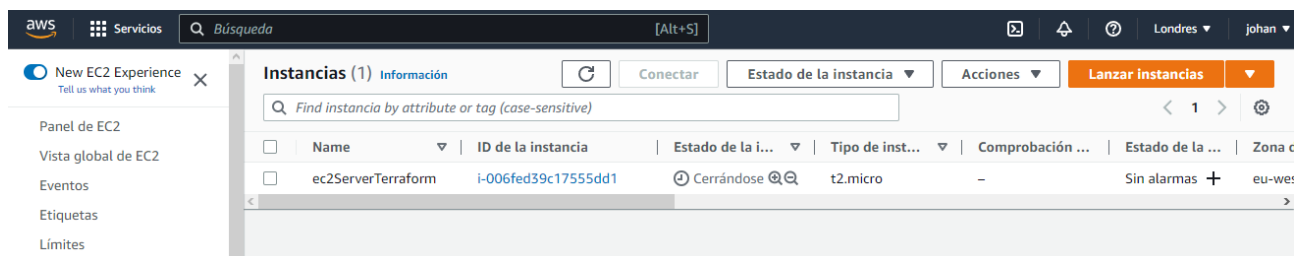 aws Servicios Búsqueda [Alt+S] Londres johan
New EC2 Experience
Tell us what you think
Panel de EC2
Vista global de EC2
Eventos
Etiquetas
Límites
Instancias (1) Información Conectar Estado de la instancia Acciones Lanzar instancias
Find instancia by attribute or tag (case-sensitive) 1
Name ID de la instancia Estado de la i... Tipo de inst... Comprobación ... Estado de la ... Zona d
ec2ServerTerraform i-006fed39c17555dd1 Cerrándose t2.micro – Sin alarmas eu-wes